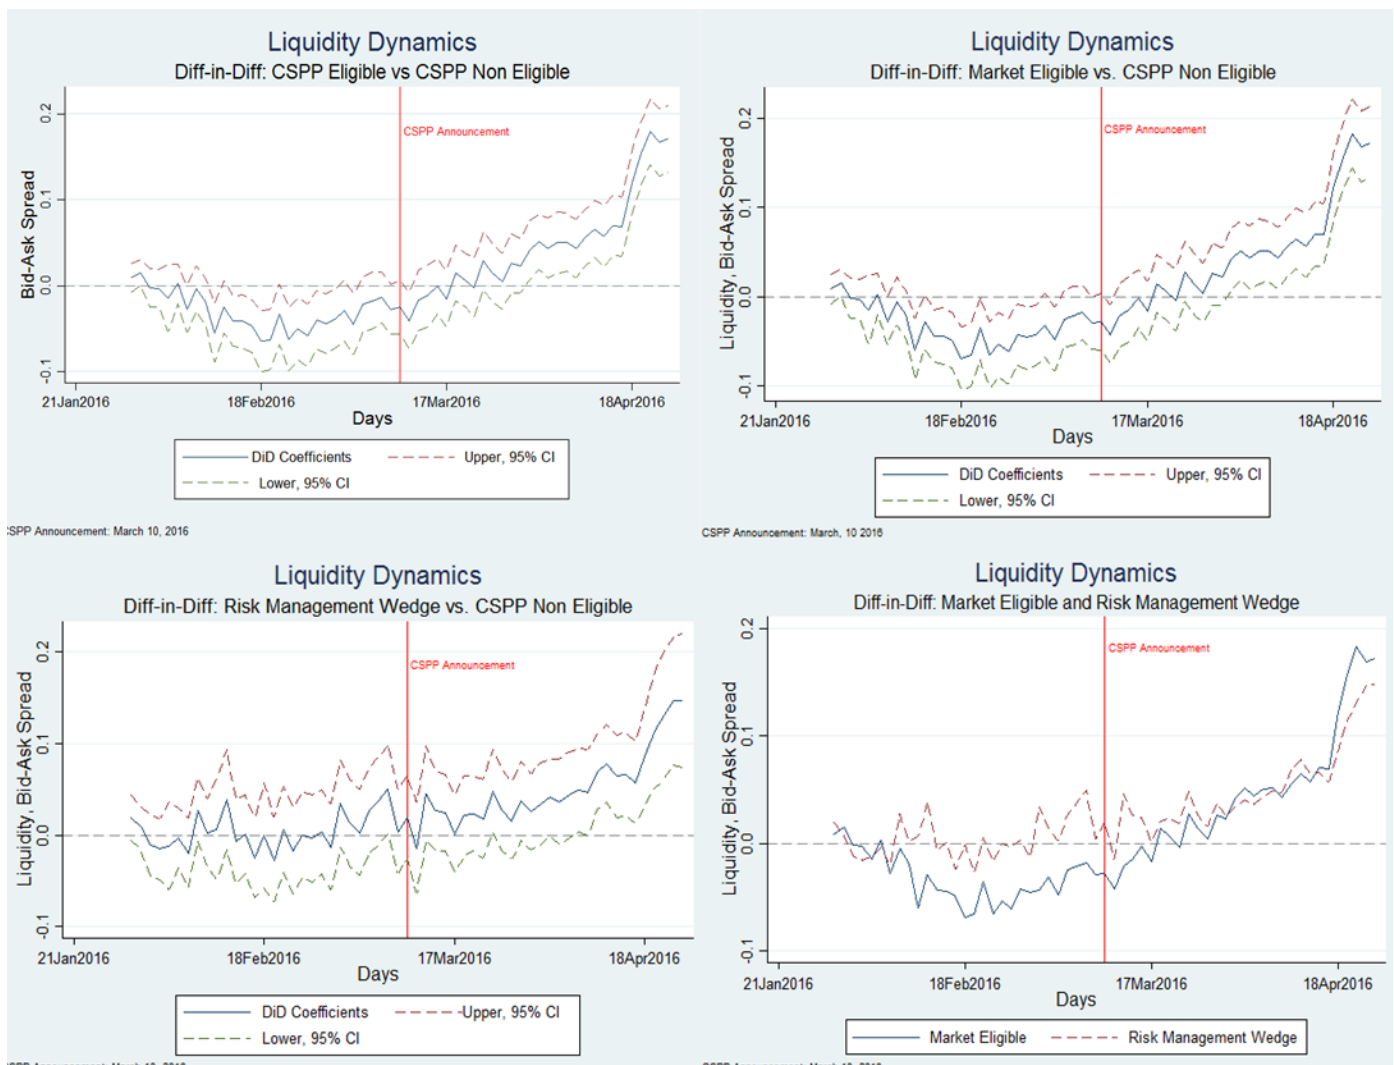 Liquidity Dynamics
Diff-in-Diff: CSPP Eligible vs CSPP Non Eligible
Bid-Ask Spread
0.2
0.1
0.0
-0.1
CSPP Announcement
21Jan2016 18Feb2016 17Mar2016 18Apr2016
Days
DiD Coefficients Upper, 95% CI
Lower, 95% CI
CSPP Announcement: March 10, 2016
Liquidity Dynamics
Diff-in-Diff: Market Eligible vs. CSPP Non Eligible
Liquidity, Bid-Ask Spread
0.2
0.1
0.0
-0.1
CSPP Announcement
21Jan2016 18Feb2016 17Mar2016 18Apr2016
Days
DiD Coefficients Upper, 95% CI
Lower, 95% CI
CSPP Announcement: March, 10 2016
Liquidity Dynamics
Diff-in-Diff: Risk Management Wedge vs. CSPP Non Eligible
Liquidity, Bid-Ask Spread
0.2
0.1
0.0
-0.1
CSPP Announcement
21Jan2016 18Feb2016 17Mar2016 18Apr2016
Days
DiD Coefficients Upper, 95% CI
Lower, 95% CI
Liquidity Dynamics
Diff-in-Diff: Market Eligible and Risk Management Wedge
Liquidity, Bid-Ask Spread
0.2
0.1
0.0
-0.1
CSPP Announcement
21Jan2016 18Feb2016 17Mar2016 18Apr2016
Days
Market Eligible Risk Management Wedge